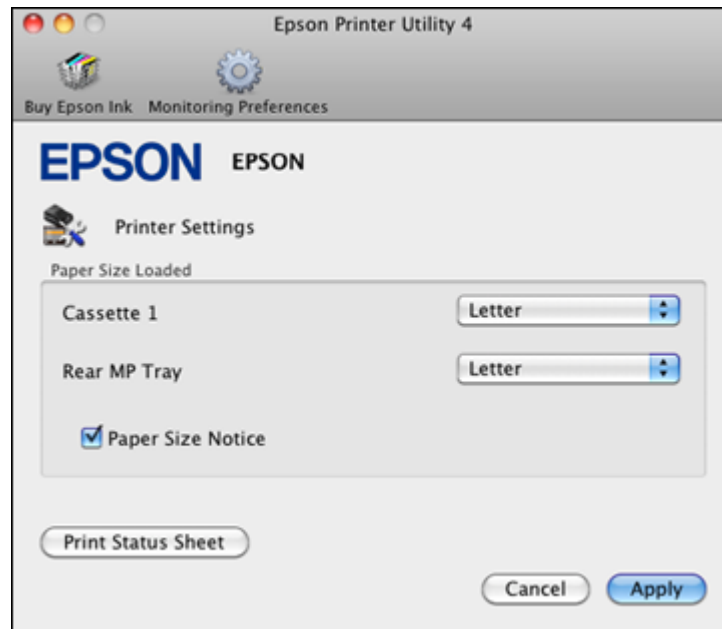 Epson Printer Utility 4
Buy Epson Ink Monitoring Preferences
EPSON EPSON
Printer Settings
Paper Size Loaded
Cassette 1 Letter
Rear MP Tray Letter
Paper Size Notice
Print Status Sheet
Cancel Apply